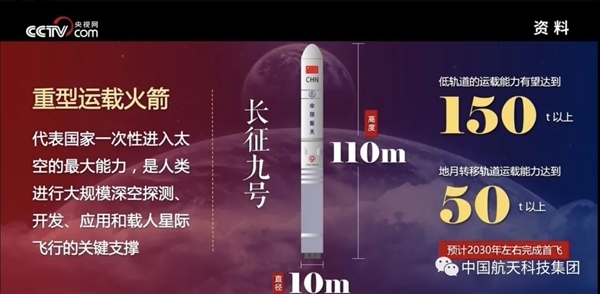 CCTV 央视网
com
资料
重型运载火箭
代表国家一次性进入太
空的最大能力，是人类
进行大规模深空探测、
开发、应用和载人星际
飞行的关键支撑
长征九号
CHN
中国航天
高度
110m
直径
10m
低轨道的运载能力有望达到
150 t以上
地月转移轨道运载能力达到
50 t以上
预计2030年左右完成首飞
中国航天科技集团